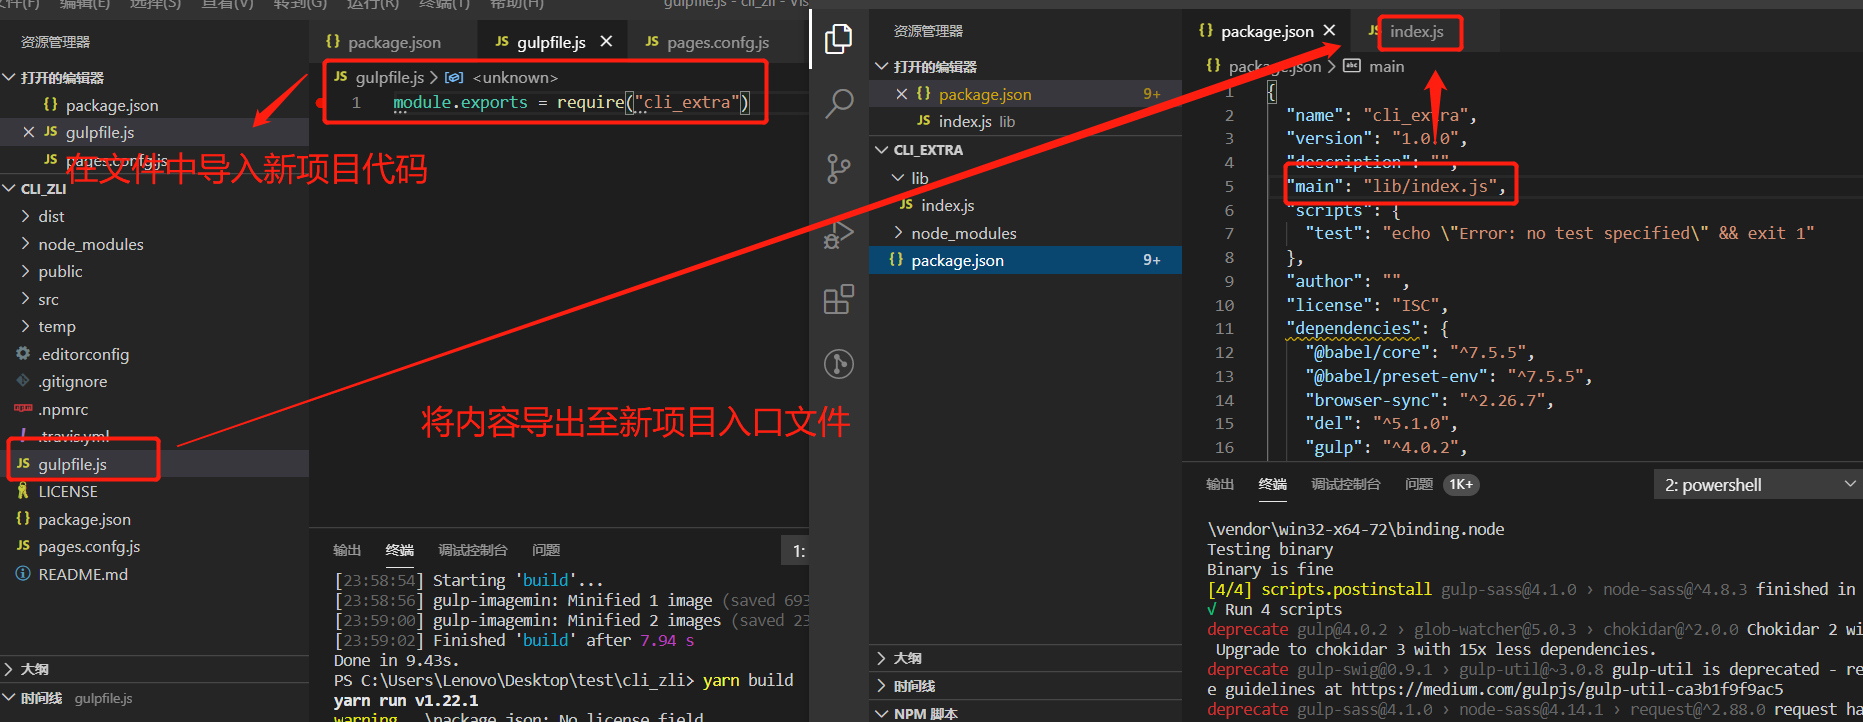 文件(F) 编辑(E) 选择(S) 查看(V) 转到(G) 运行(R) 终端(T) 帮助(H) gulpfile.js - cli_zli - Vis
资源管理器
打开的编辑器
package.json
gulpfile.js
pages.confg.js
在文件中导入新项目代码
CLI_ZLI
dist
node_modules
public
src
temp
.editorconfig
.gitignore
.npmrc
.travis.yml
gulpfile.js
LICENSE
package.json
pages.confg.js
README.md
大纲
时间线 gulpfile.js
package.json gulpfile.js pages.confg.js
gulpfile.js <unknown>
1 module.exports = require("cli_extra")
将内容导出至新项目入口文件
输出 终端 调试控制台 问题 1:
[23:58:54] Starting 'build'...
[23:58:56] gulp-imagemin: Minified 1 image (saved 693
[23:59:00] gulp-imagemin: Minified 2 images (saved 23
[23:59:02] Finished 'build' after 7.94 s
Done in 9.43s.
PS C:\Users\Lenovo\Desktop\test\cli_zli> yarn build
yarn run v1.22.1
warning ..\package.json: No license field
资源管理器
打开的编辑器
package.json 9+
index.js lib
CLI_EXTRA
lib
index.js
node_modules
package.json 9+
大纲
时间线
NPM 脚本
package.json index.js
package.json main
1 {
2 "name": "cli_extra",
3 "version": "1.0.0",
4 "description": "",
5 "main": "lib/index.js",
6 "scripts": {
7 "test": "echo \"Error: no test specified\" && exit 1"
8 },
9 "author": "",
10 "license": "ISC",
11 "dependencies": {
12 "@babel/core": "^7.5.5",
13 "@babel/preset-env": "^7.5.5",
14 "browser-sync": "^2.26.7",
15 "del": "^5.1.0",
16 "gulp": "^4.0.2",
输出 终端 调试控制台 问题 1K+ 2: powershell
\vendor\win32-x64-72\binding.node
Testing binary
Binary is fine
[4/4] scripts.postinstall gulp-sass@4.1.0 › node-sass@^4.8.3 finished in
√ Run 4 scripts
deprecate gulp@4.0.2 › glob-watcher@5.0.3 › chokidar@^2.0.0 Chokidar 2 wi
Upgrade to chokidar 3 with 15x less dependencies.
deprecate gulp-swig@0.9.1 › gulp-util@~3.0.8 gulp-util is deprecated - re
e guidelines at https://medium.com/gulpjs/gulp-util-ca3b1f9f9ac5
deprecate gulp-sass@4.1.0 › node-sass@4.14.1 › request@^2.88.0 request ha